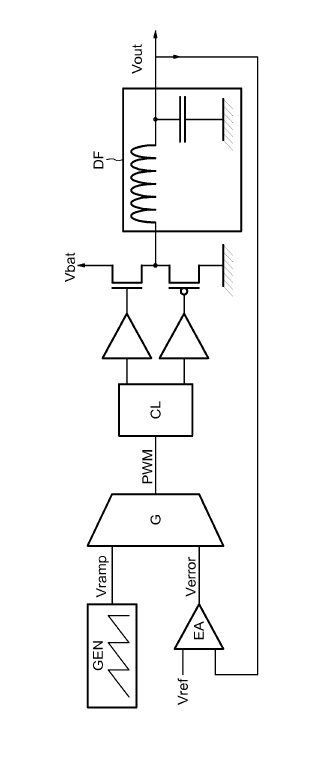 GEN
Vramp
Vref
EA
Verror
G
PWM
CL
Vbat
DF
Vout